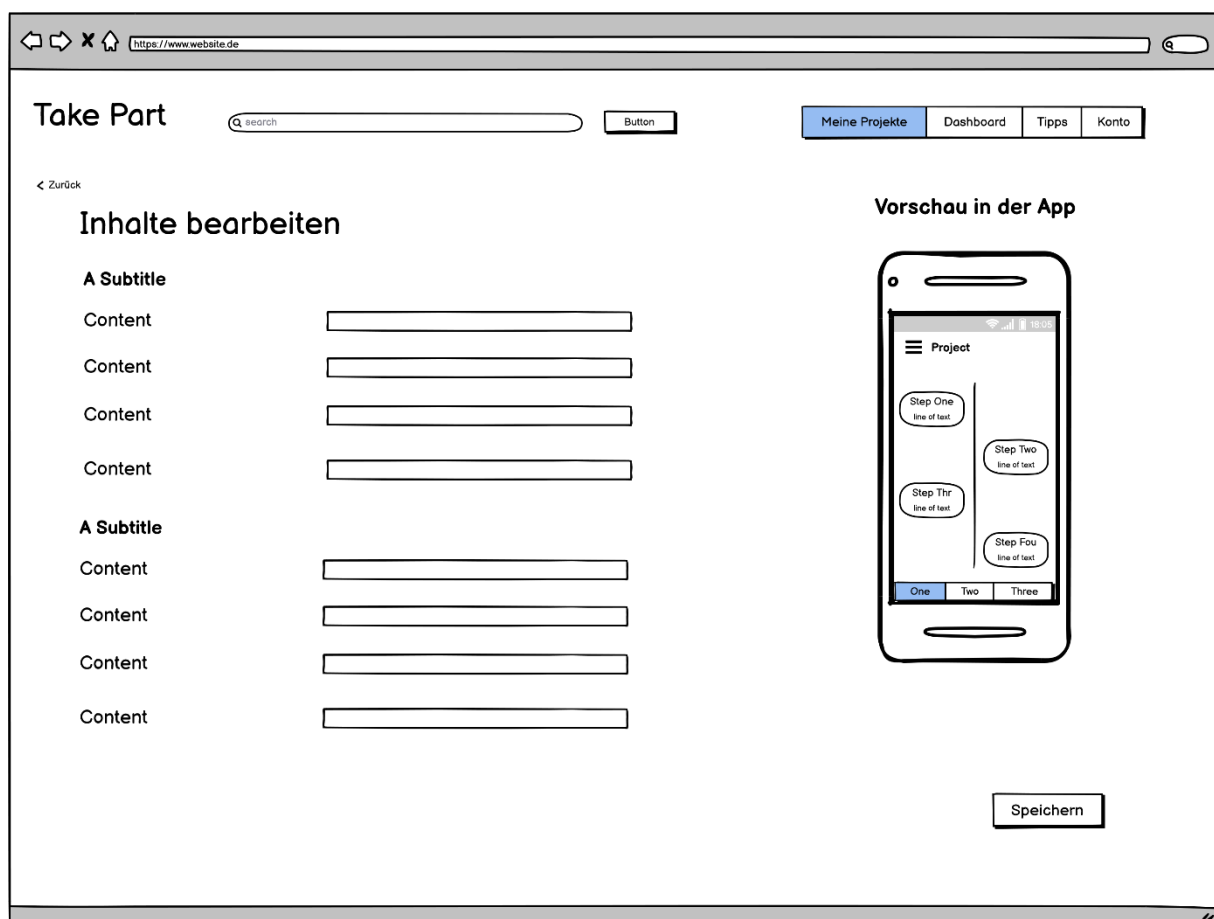 https://www.website.de
Take Part
search
Button
Meine Projekte Dashboard Tipps Konto
Zurück
Inhalte bearbeiten
Vorschau in der App
A Subtitle
Content
Content
Content
Content
A Subtitle
Content
Content
Content
Content
18:05
Project
Step One
line of text
Step Two
line of text
Step Thr
line of text
Step Fou
line of text
One Two Three
Speichern